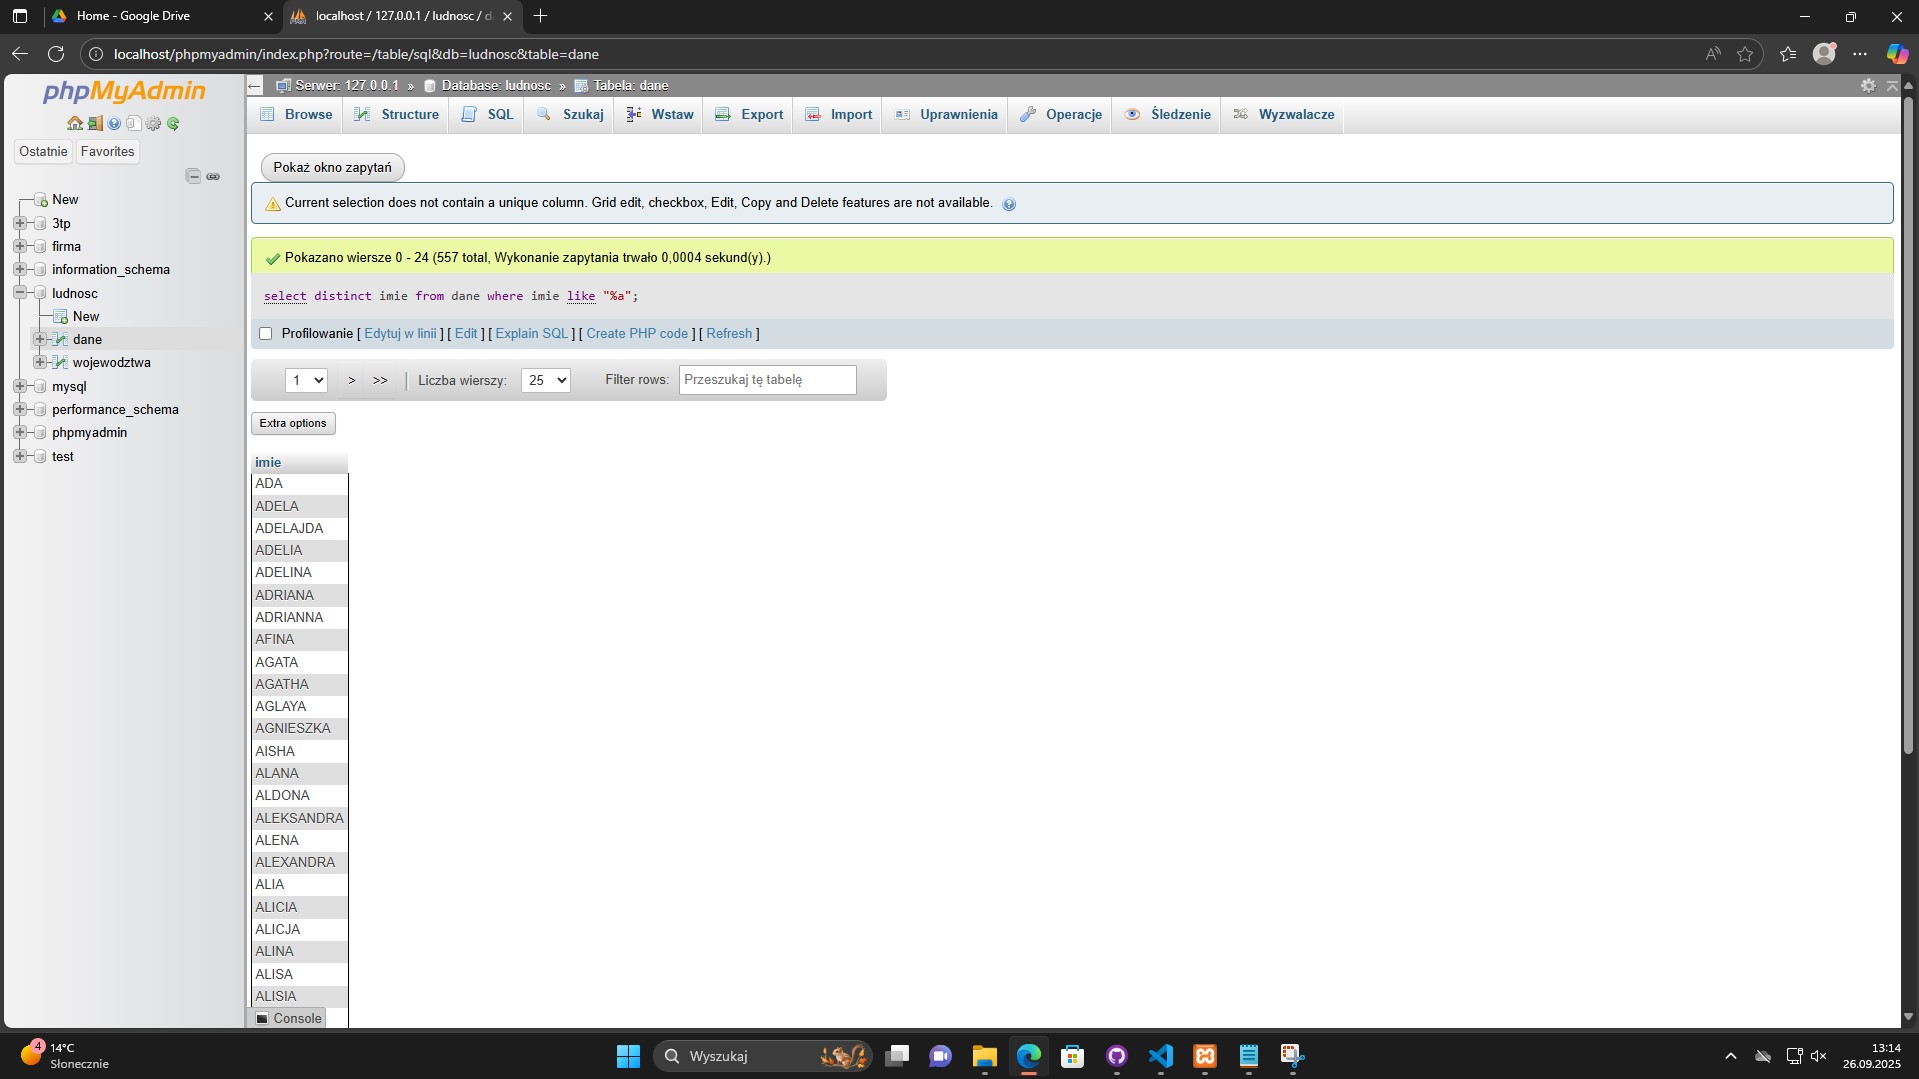 Home - Google Drive
localhost / 127.0.0.1 / ludnosc / d
localhost/phpmyadmin/index.php?route=/table/sql&db=ludnosc&table=dane
phpMyAdmin
Ostatnie Favorites
New
3tp
firma
information_schema
ludnosc
New
dane
wojewodztwa
mysql
performance_schema
phpmyadmin
test
Serwer: 127.0.0.1 » Database: ludnosc » Tabela: dane
Browse Structure SQL Szukaj Wstaw Export Import Uprawnienia Operacje Śledzenie Wyzwalacze
Pokaż okno zapytań
Current selection does not contain a unique column. Grid edit, checkbox, Edit, Copy and Delete features are not available.
Pokazano wiersze 0 - 24 (557 total, Wykonanie zapytania trwało 0,0004 sekund(y).)
select distinct imie from dane where imie like "%a";
Profilowanie [ Edytuj w linii ] [ Edit ] [ Explain SQL ] [ Create PHP code ] [ Refresh ]
1 > >> | Liczba wierszy: 25 Filter rows: Przeszukaj tę tabelę
Extra options
imie
ADA
ADELA
ADELAJDA
ADELIA
ADELINA
ADRIANA
ADRIANNA
AFINA
AGATA
AGATHA
AGLAYA
AGNIESZKA
AISHA
ALANA
ALDONA
ALEKSANDRA
ALENA
ALEXANDRA
ALIA
ALICIA
ALICJA
ALINA
ALISA
ALISIA
Console
4
14°C
Słonecznie
Wyszukaj
13:14
26.09.2025